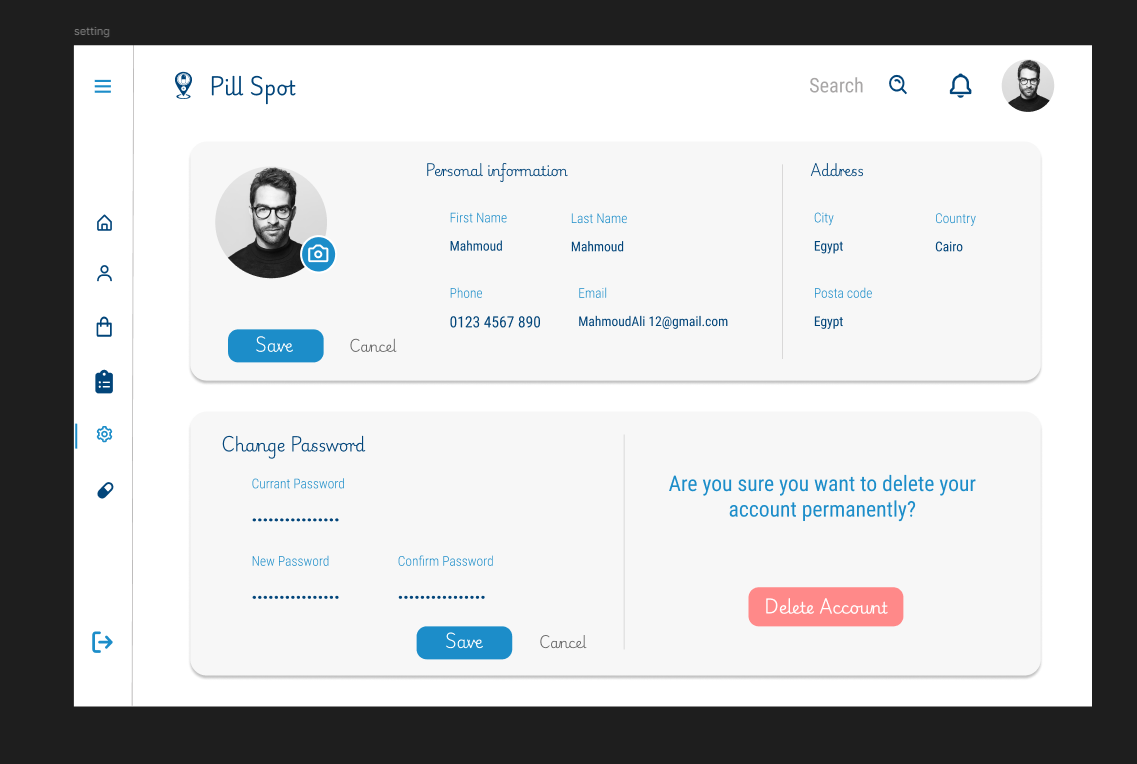 setting
Pill Spot
Search
Personal information
First Name
Last Name
Mahmoud
Mahmoud
Phone
Email
0123 4567 890
MahmoudAli 12@gmail.com
Save
Cancel
Address
City
Country
Egypt
Cairo
Posta code
Egypt
Change Password
Currant Password
••••••••••••••••
New Password
Confirm Password
••••••••••••••••
••••••••••••••••
Save
Cancel
Are you sure you want to delete your
account permanently?
Delete Account